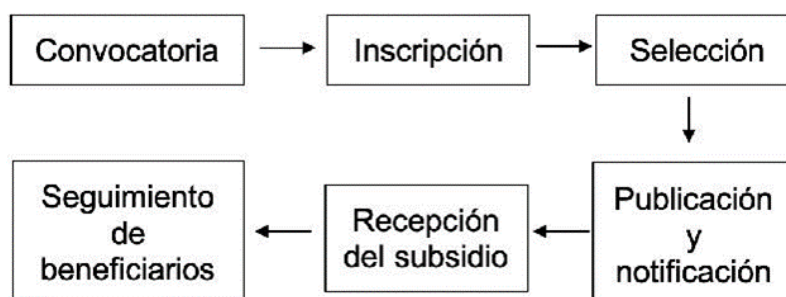 Convocatoria
Inscripción
Selección
Publicación
y
notificación
Recepción
del subsidio
Seguimiento
de
beneficiarios